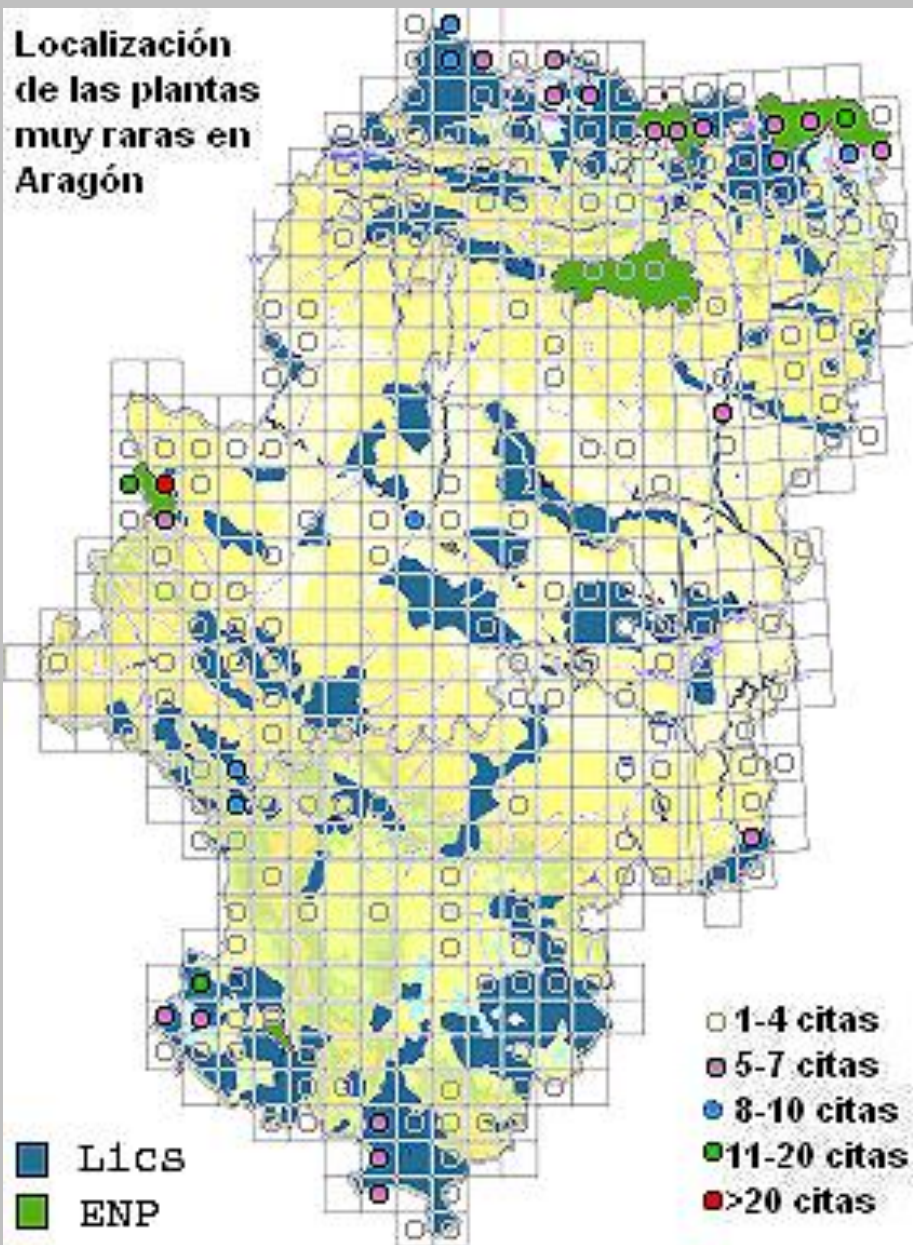 Localización
de las plantas
muy raras en
Aragón
1-4 citas
5-7 citas
8-10 citas
11-20 citas
>20 citas
Lics
ENP